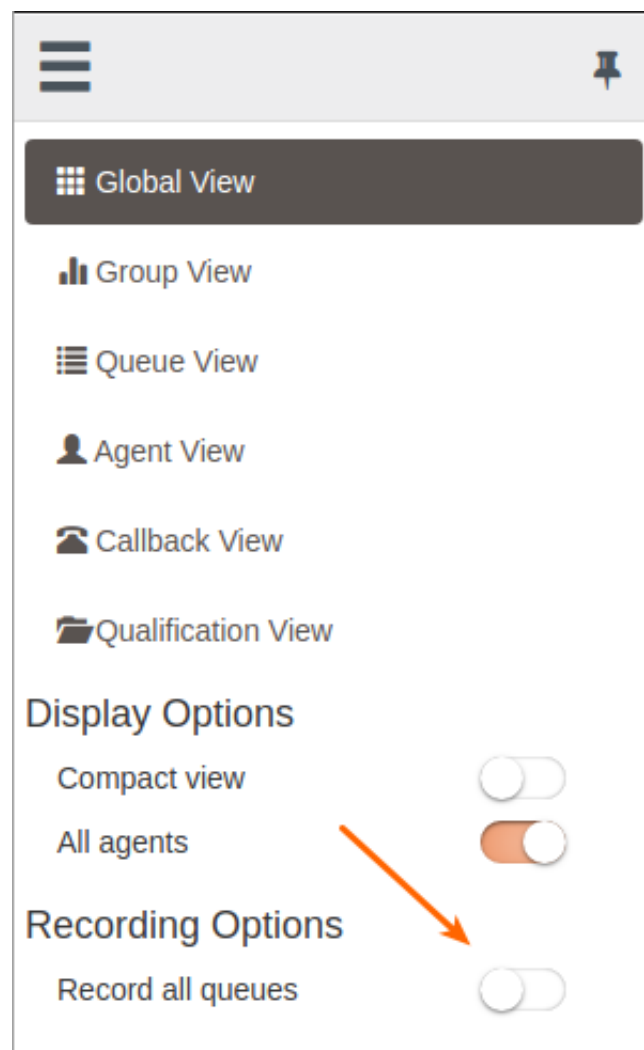 Global View
Group View
Queue View
Agent View
Callback View
Qualification View
Display Options
Compact view
All agents
Recording Options
Record all queues